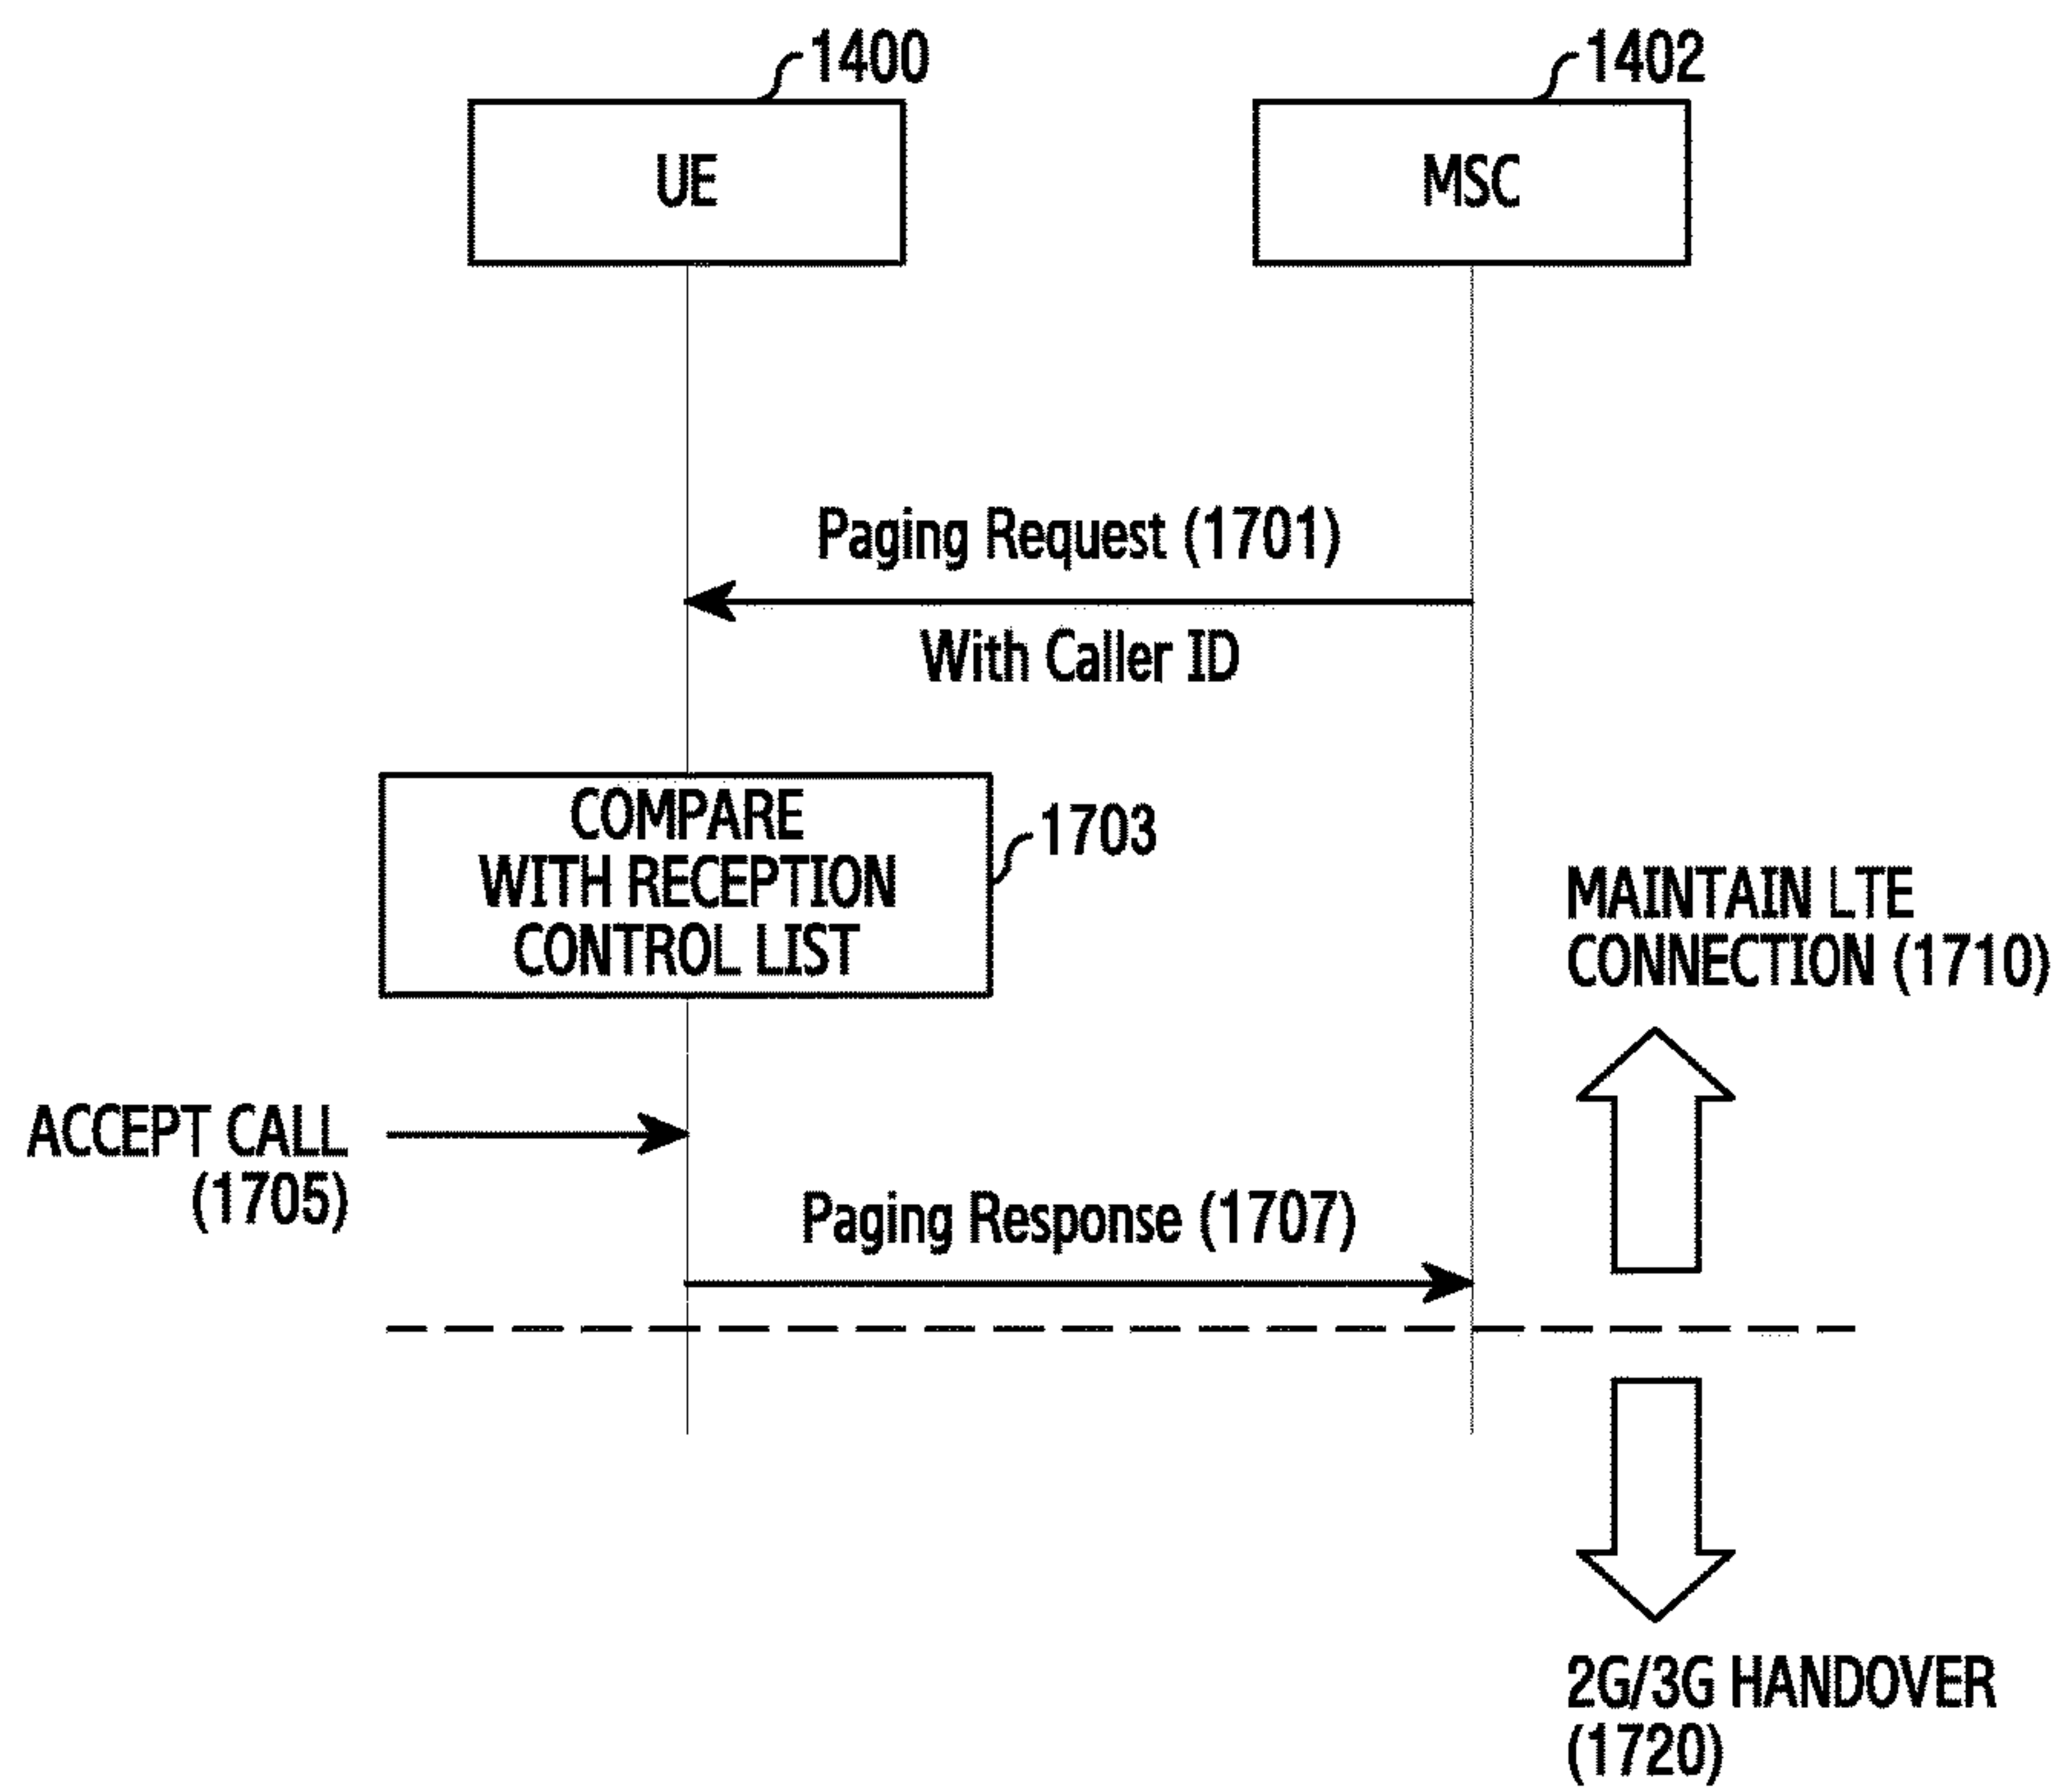 1400
1402
UE
MSC
Paging Request (1701)
With Caller ID
COMPARE
WITH RECEPTION
CONTROL LIST
1703
MAINTAIN LTE
CONNECTION (1710)
ACCEPT CALL
(1705)
Paging Response (1707)
2G/3G HANDOVER
(1720)